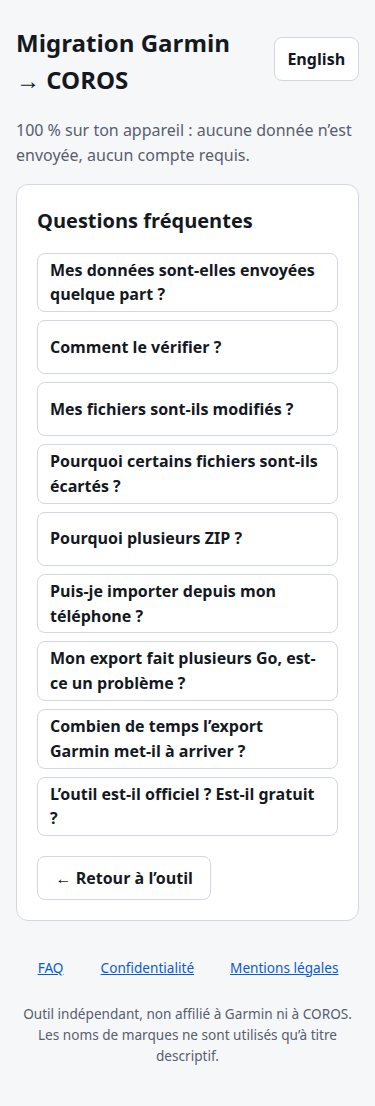 Migration Garmin
→ COROS
English
100 % sur ton appareil : aucune donnée n’est
envoyée, aucun compte requis.
Questions fréquentes
Mes données sont-elles envoyées
quelque part ?
Comment le vérifier ?
Mes fichiers sont-ils modifiés ?
Pourquoi certains fichiers sont-ils
écartés ?
Pourquoi plusieurs ZIP ?
Puis-je importer depuis mon
téléphone ?
Mon export fait plusieurs Go, est-
ce un problème ?
Combien de temps l’export
Garmin met-il à arriver ?
L’outil est-il officiel ? Est-il gratuit
?
← Retour à l’outil
FAQ
Confidentialité
Mentions légales
Outil indépendant, non affilié à Garmin ni à COROS.
Les noms de marques ne sont utilisés qu’à titre
descriptif.